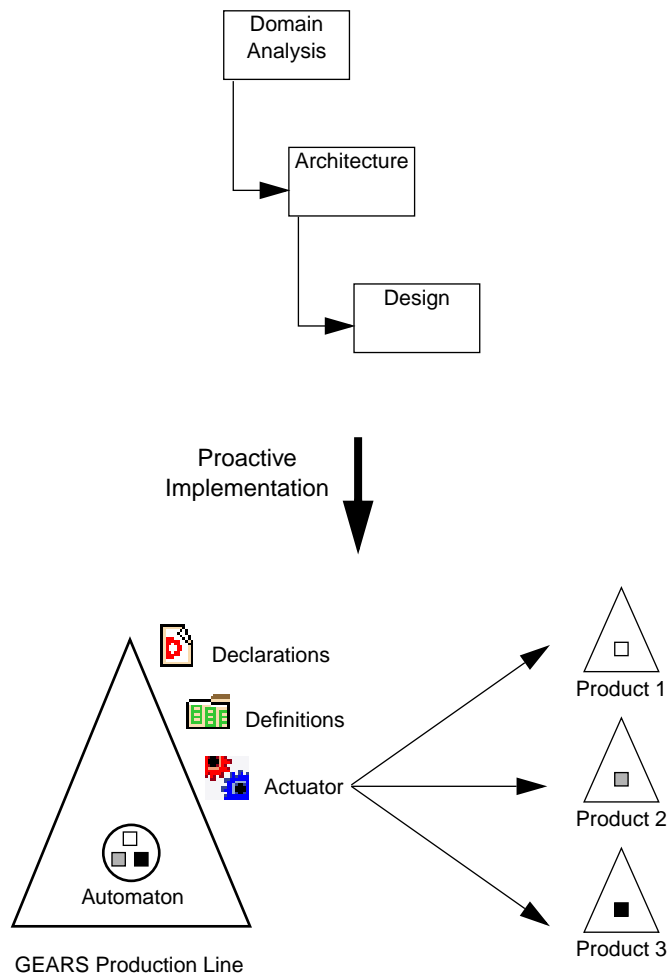 Domain
Analysis
Architecture
Design
Proactive
Implementation
Declarations
Definitions
Actuator
Automaton
GEARS Production Line
Product 1
Product 2
Product 3